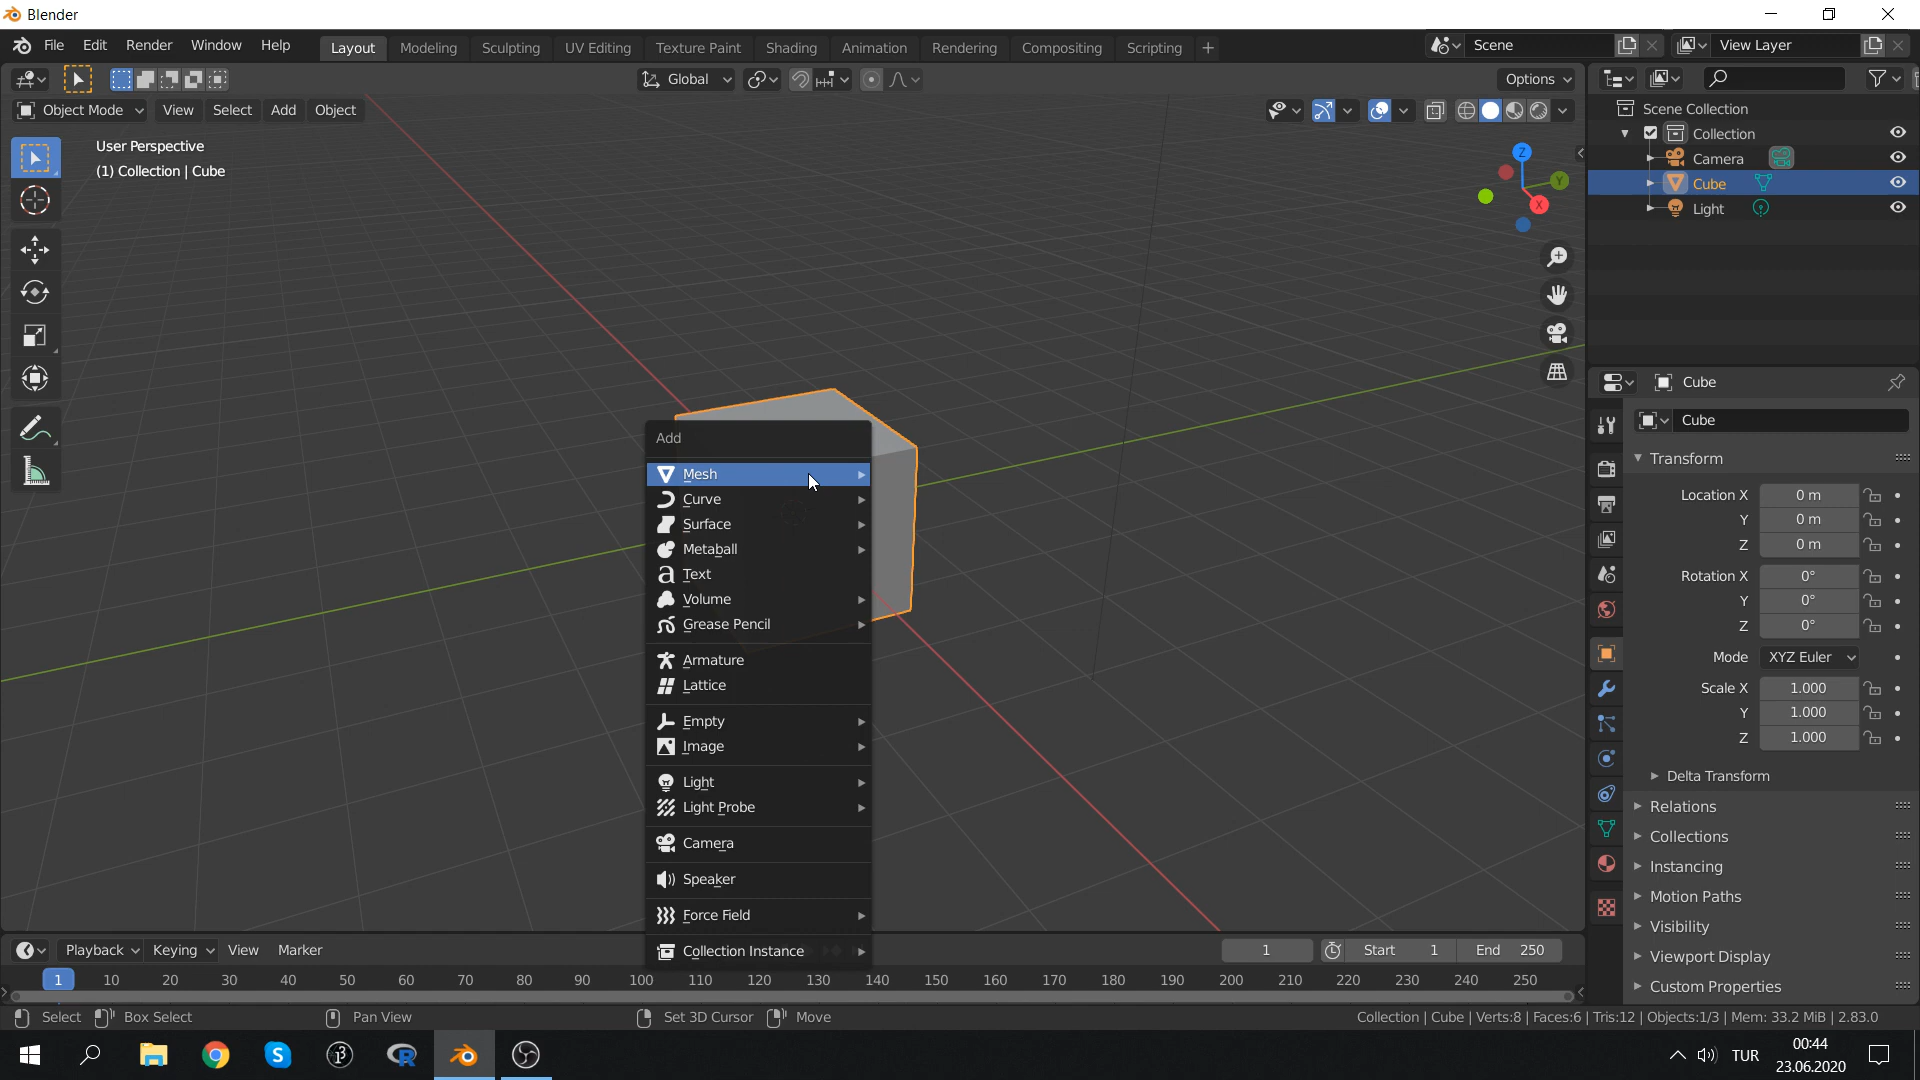 Blender
File Edit Render Window Help Layout Modeling Sculpting UV Editing Texture Paint Shading Animation Rendering Compositing Scripting + Scene View Layer
Global Options
Object Mode View Select Add Object
User Perspective
(1) Collection | Cube
Z
Y
X
Scene Collection
Collection
Camera
Cube
Light
Add
Mesh
Curve
Surface
Metaball
Text
Volume
Grease Pencil
Armature
Lattice
Empty
Image
Light
Light Probe
Camera
Speaker
Force Field
Collection Instance
Cube
Cube
Transform
Location X 0 m
Y 0 m
Z 0 m
Rotation X 0°
Y 0°
Z 0°
Mode XYZ Euler
Scale X 1.000
Y 1.000
Z 1.000
Delta Transform
Relations
Collections
Instancing
Motion Paths
Visibility
Viewport Display
Custom Properties
Playback Keying View Marker 1 Start 1 End 250
1 10 20 30 40 50 60 70 80 90 100 110 120 130 140 150 160 170 180 190 200 210 220 230 240 250
Select Box Select Pan View Set 3D Cursor Move Collection | Cube | Verts:8 | Faces:6 | Tris:12 | Objects:1/3 | Mem: 33.2 MiB | 2.83.0
TUR
00:44
23.06.2020